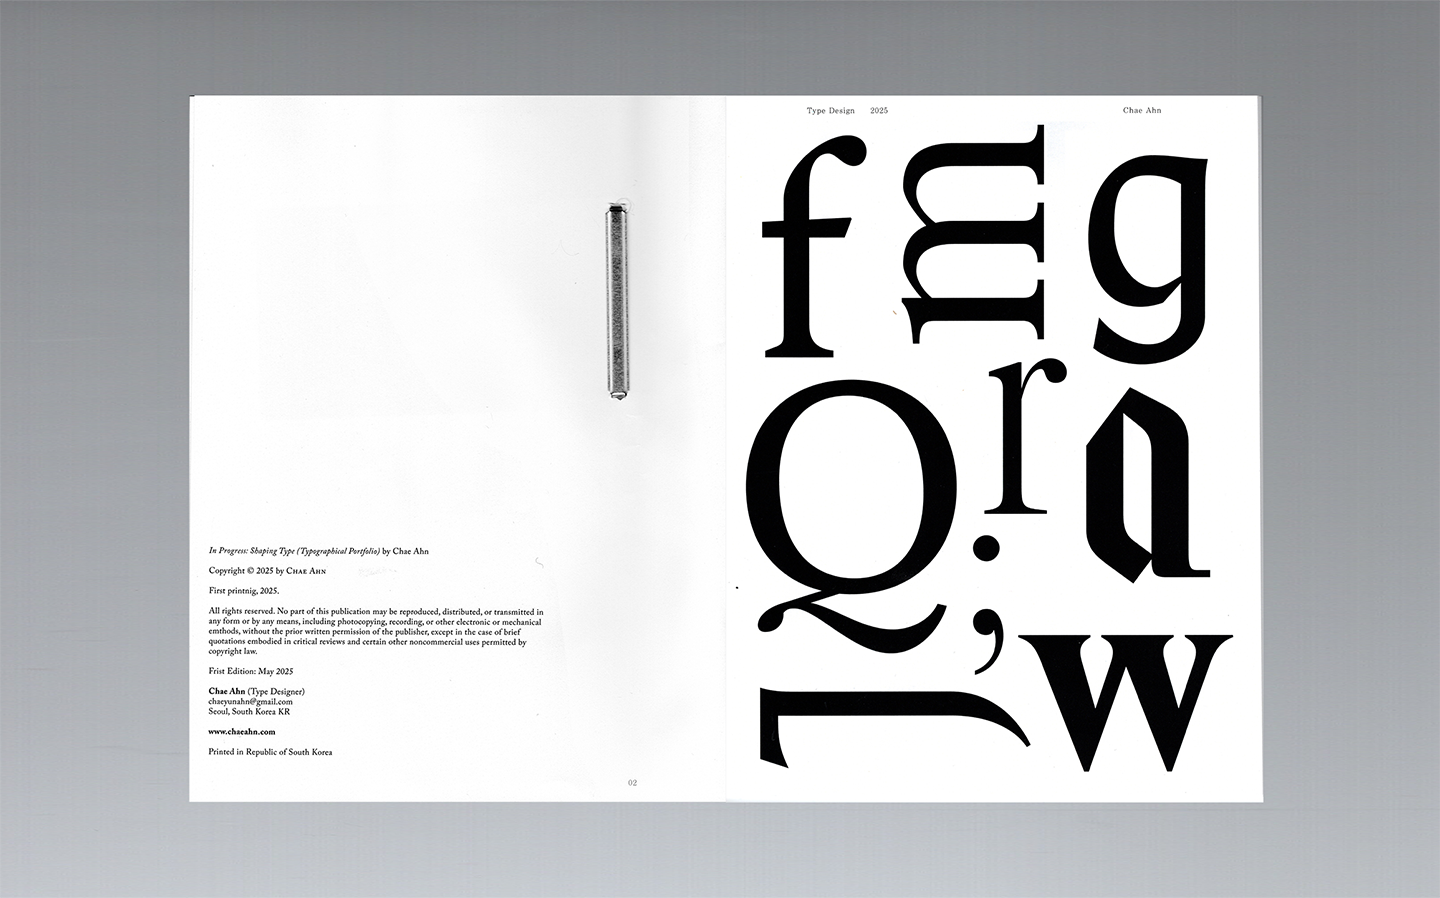 In Progress: Shaping Type (Typographical Portfolio) by Chae Ahn
Copyright © 2025 by CHAE AHN
First printnig, 2025.
All rights reserved. No part of this publication may be reproduced, distributed, or transmitted in
any form or by any means, including photocopying, recording, or other electronic or mechanical
emthods, without the prior written permission of the publisher, except in the case of brief
quotations embodied in critical reviews and certain other noncommercial uses permitted by
copyright law.
Frist Edition: May 2025
Chae Ahn (Type Designer)
chaeyunahn@gmail.com
Seoul, South Korea KR
www.chaeahn.com
Printed in Republic of South Korea
02
Type Design 2025 Chae Ahn
f m g
r
Q a
;
J w